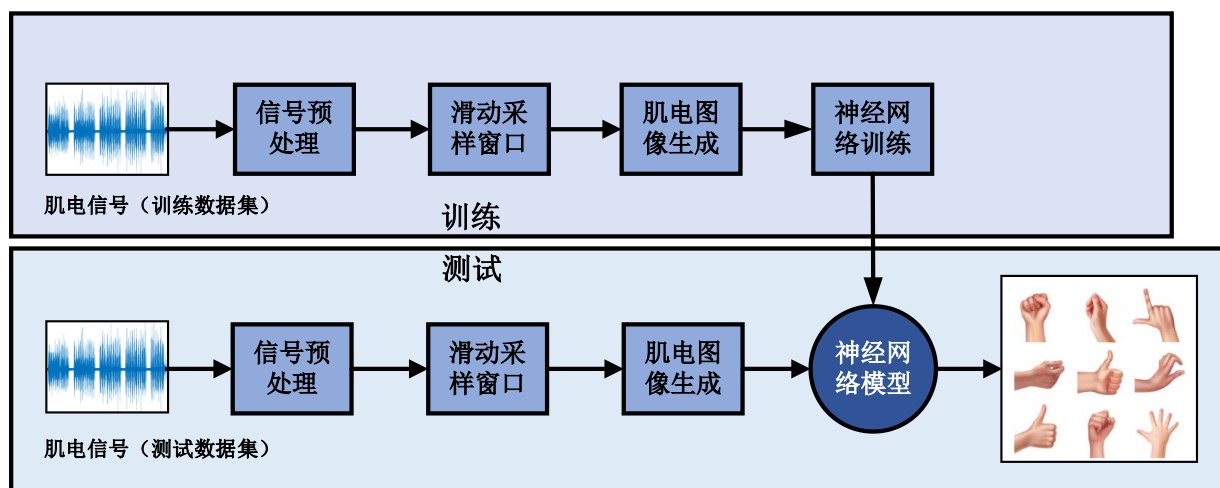 信号预
处理
滑动采
样窗口
肌电图
像生成
神经网
络训练
肌电信号（训练数据集）
训练
测试
信号预
处理
滑动采
样窗口
肌电图
像生成
神经网
络模型
肌电信号（测试数据集）